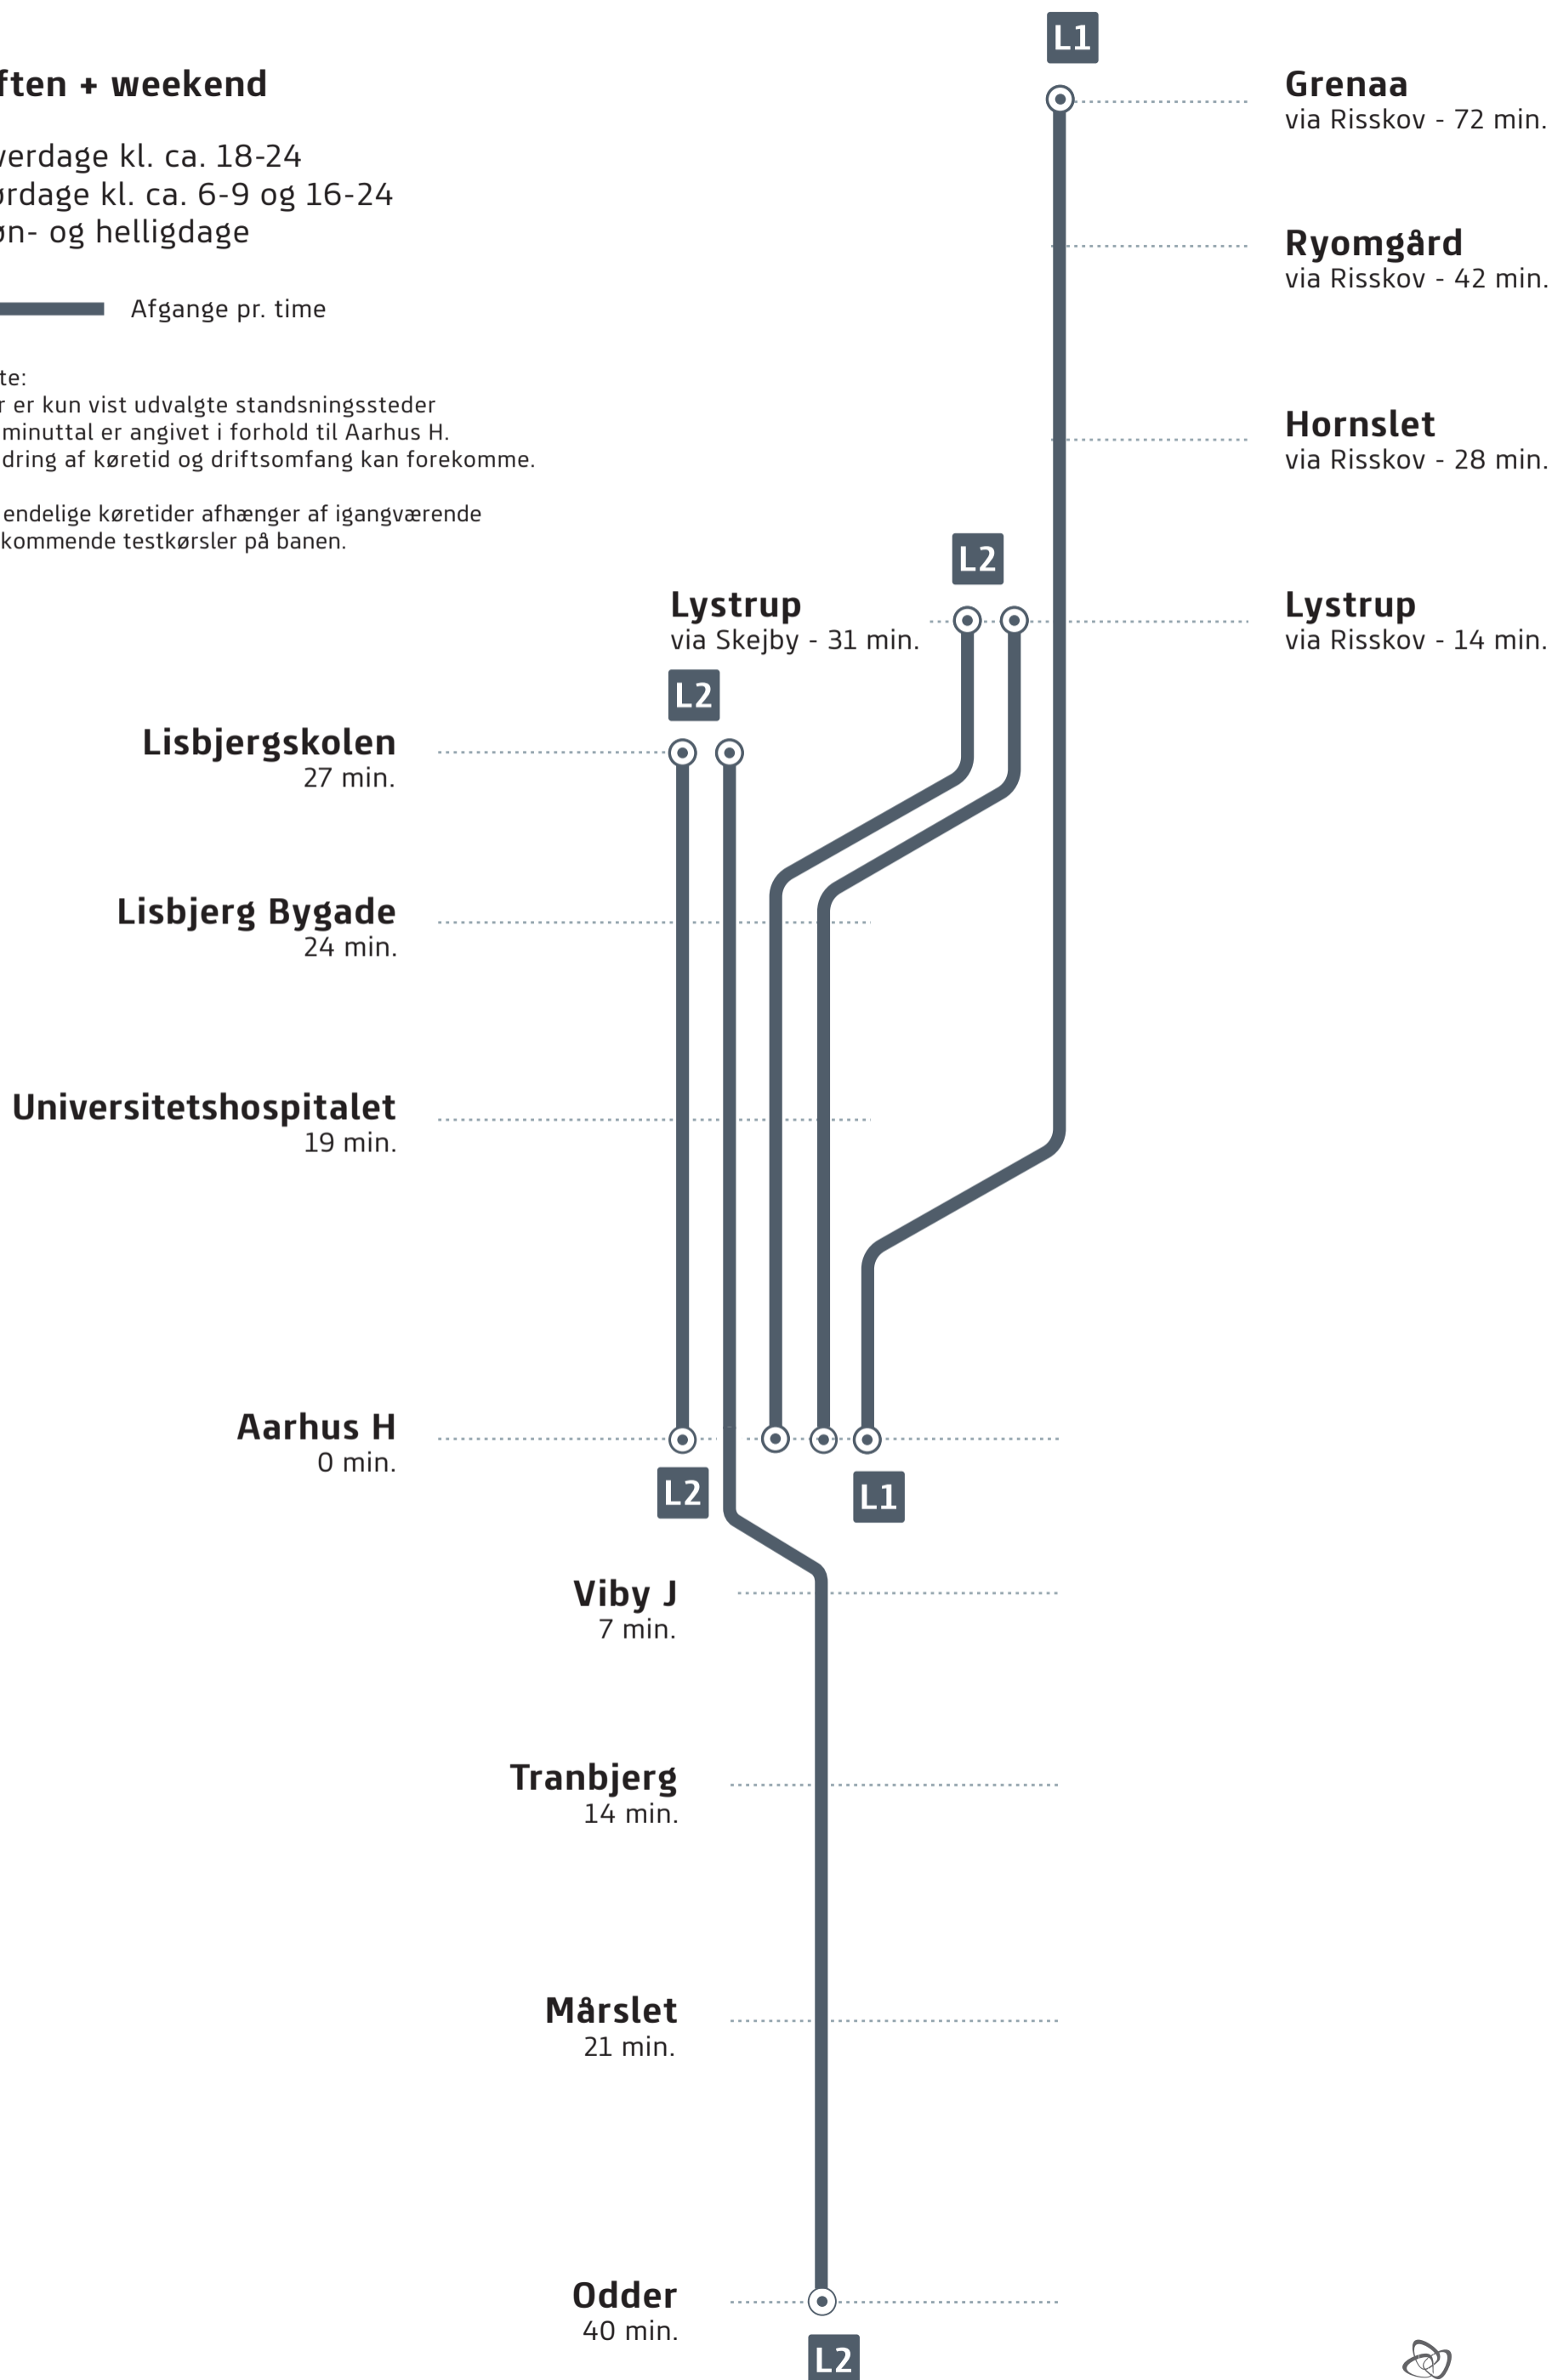 L1
ften + weekend
Grenaa
via Risskov - 72 min.
verdage kl. ca. 18-24
ørdage kl. ca. 6-9 og 16-24
øn- og helligdage
Ryomgård
via Risskov - 42 min.
Afgange pr. time
te:
r er kun vist udvalgte standsningssteder
minuttal er angivet i forhold til Aarhus H.
dring af køretid og driftsomfang kan forekomme.
Hornslet
via Risskov - 28 min.
endelige køretider afhænger af igangværende
kommende testkørsler på banen.
L2
Lystrup
via Skejby - 31 min.
Lystrup
via Risskov - 14 min.
L2
Lisbjergskolen
27 min.
Lisbjerg Bygade
24 min.
Universitetshospitalet
19 min.
Aarhus H
0 min.
L2
L1
Viby J
7 min.
Tranbjerg
14 min.
Mårslet
21 min.
Odder
40 min.
L2